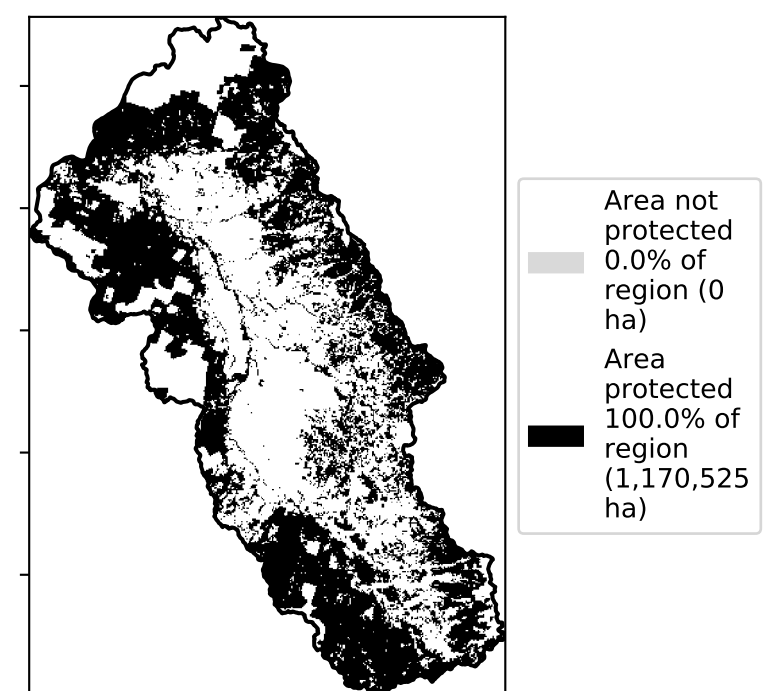 Area not
protected
0.0% of
region (0
ha)
Area
protected
100.0% of
region
(1,170,525
ha)